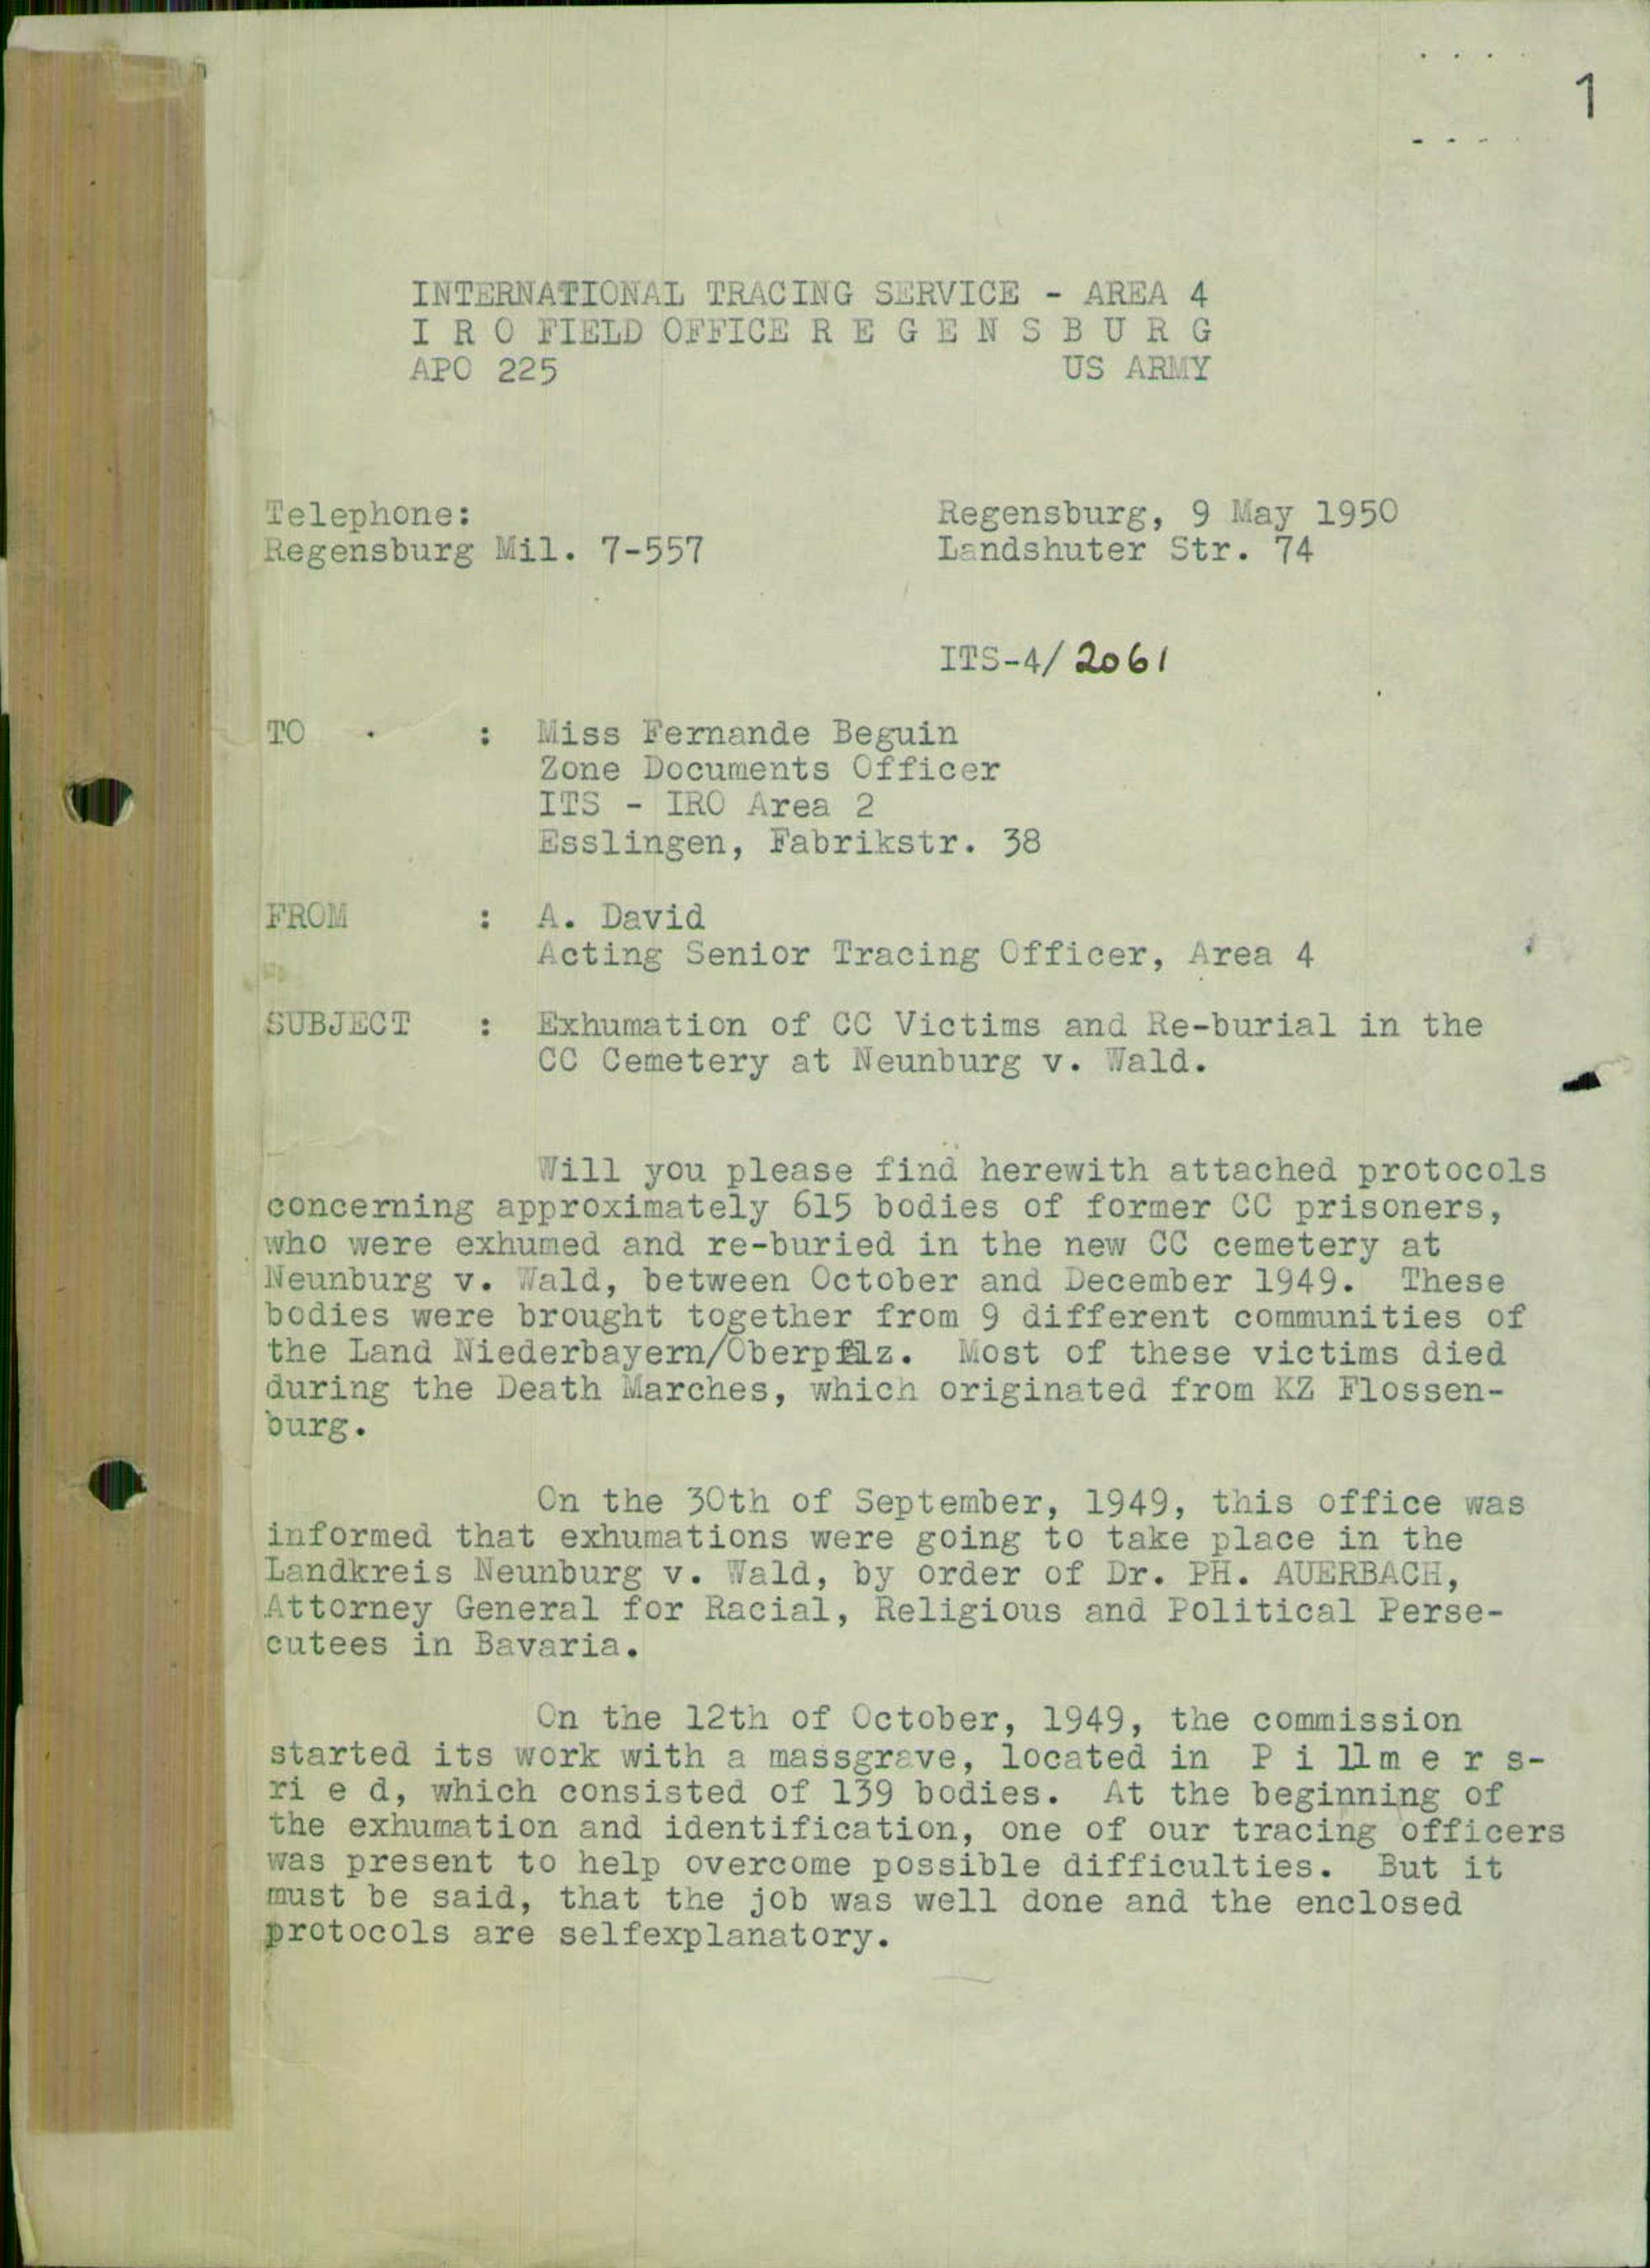 1
INTERNATIONAL TRACING SERVICE - AREA 4
I R O FIELD OFFICE R E G E N S B U R G
APO 225 US ARMY
Telephone: Regensburg, 9 May 1950
Regensburg Mil. 7-557 Landshuter Str. 74
ITS-4/ 2061
TO : Miss Fernande Beguin
Zone Documents Officer
ITS - IRO Area 2
Esslingen, Fabrikstr. 38
FROM : A. David
Acting Senior Tracing Officer, Area 4
SUBJECT : Exhumation of CC Victims and Re-burial in the
CC Cemetery at Neunburg v. Wald.
Will you please find herewith attached protocols
concerning approximately 615 bodies of former CC prisoners,
who were exhumed and re-buried in the new CC cemetery at
Neunburg v. Wald, between October and December 1949. These
bodies were brought together from 9 different communities of
the Land Niederbayern/Oberpfalz. Most of these victims died
during the Death Marches, which originated from KZ Flossen-
burg.
On the 30th of September, 1949, this office was
informed that exhumations were going to take place in the
Landkreis Neunburg v. Wald, by order of Dr. PH. AUERBACH,
Attorney General for Racial, Religious and Political Perse-
cutees in Bavaria.
On the 12th of October, 1949, the commission
started its work with a massgrave, located in P i llm e r s-
ri e d, which consisted of 139 bodies. At the beginning of
the exhumation and identification, one of our tracing officers
was present to help overcome possible difficulties. But it
must be said, that the job was well done and the enclosed
protocols are selfexplanatory.